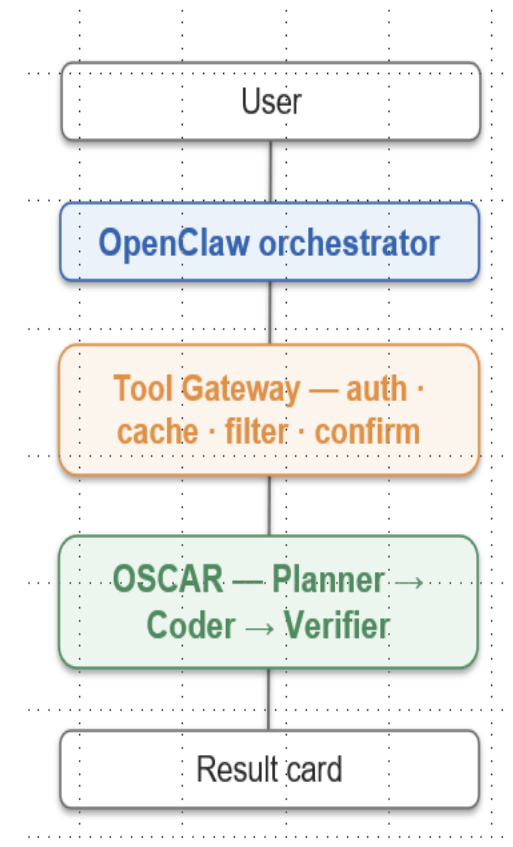 User
OpenClaw orchestrator
Tool Gateway — auth ·
cache · filter · confirm
OSCAR — Planner →
Coder → Verifier
Result card